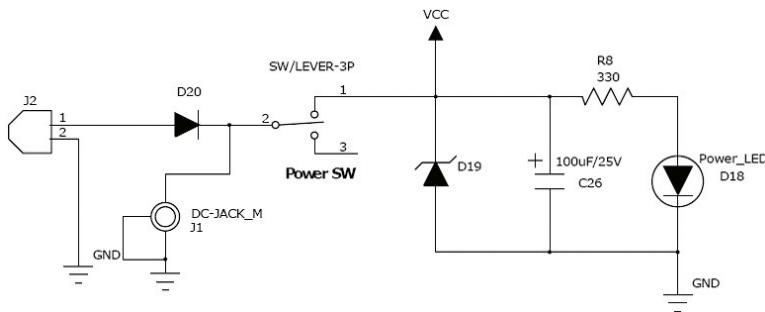 VCC
SW/LEVER-3P
R8
330
J2
D20
1
1
2
2
3
Power SW
D19
100uF/25V
C26
Power_LED
D18
DC-JACK_M
J1
GND
GND